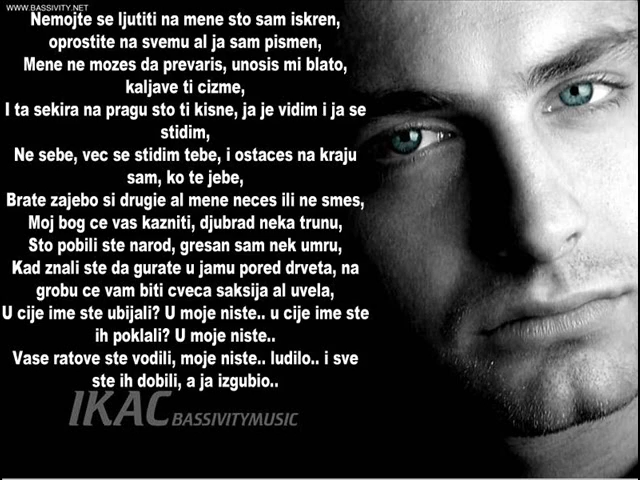 WWW.BASSIVITY.NET
Nemojte se ljutiti na mene sto sam iskren,
oprostite na svemu al ja sam pismen,
Mene ne mozes da prevaris, unosis mi blato,
kaljave ti cizme,
I ta sekira na pragu sto ti kisne, ja je vidim i ja se
stidim,
Ne sebe, vec se stidim tebe, i ostaces na kraju
sam, ko te jebe,
Brate zajebo si drugie al mene neces ili ne smes,
Moj bog ce vas kazniti, djubrad neka trunu,
Sto pobili ste narod, gresan sam nek umru,
Kad znali ste da gurate u jamu pored drveta, na
grobu ce vam biti cveca saksija al uvela,
U cije ime ste ubijali? U moje niste.. u cije ime ste
ih poklali? U moje niste..
Vase ratove ste vodili, moje niste.. ludilo.. i sve
ste ih dobili, a ja izgubio..
IKAC BASSIVITYMUSIC